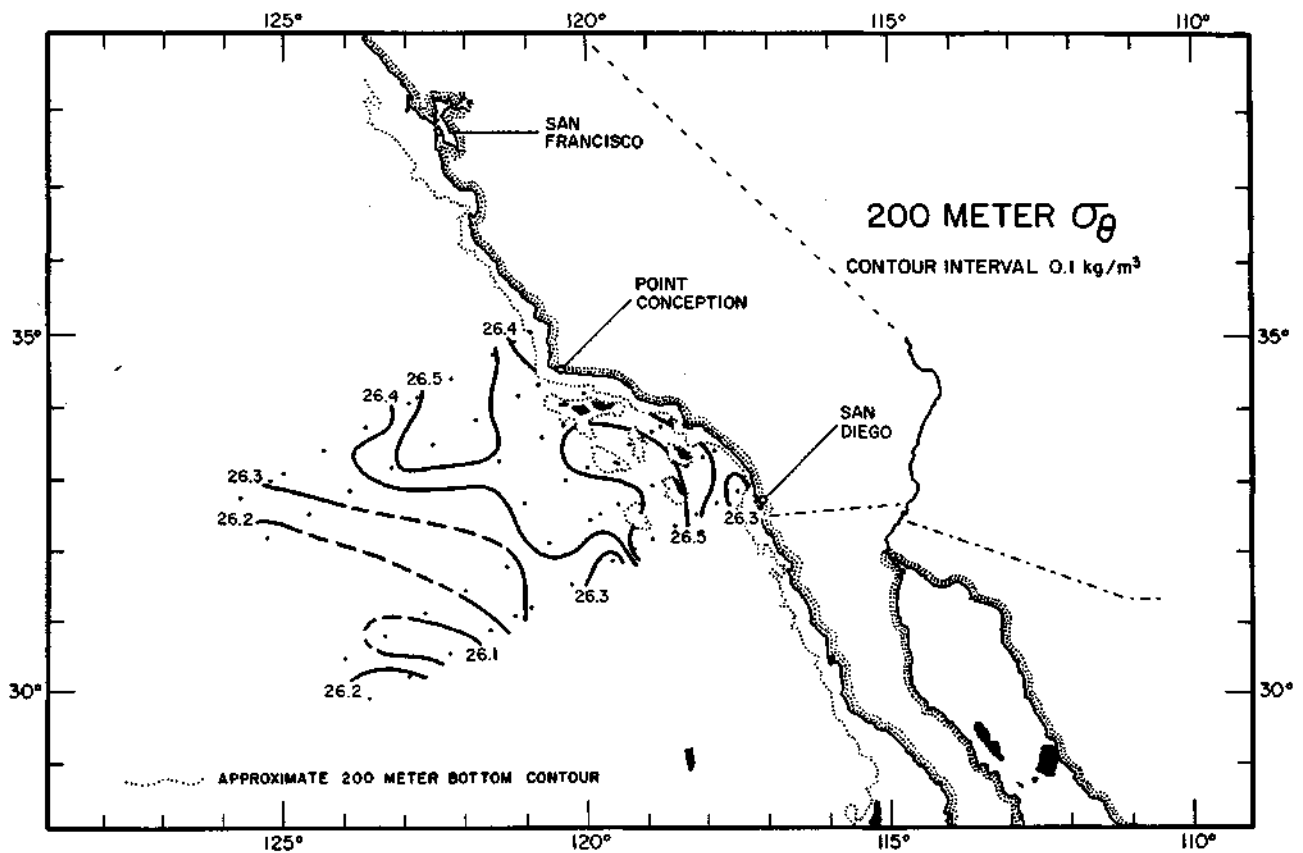 125°
120°
115°
110°
SAN
FRANCISCO
200 METER σθ
CONTOUR INTERVAL 0.1 kg/m³
POINT
CONCEPTION
35°
26.4
35°
26.5
26.4
SAN
DIEGO
26.3
26.2
26.3
26.5
26.3
26.1
30°
26.2
30°
APPROXIMATE 200 METER BOTTOM CONTOUR
125°
120°
115°
110°